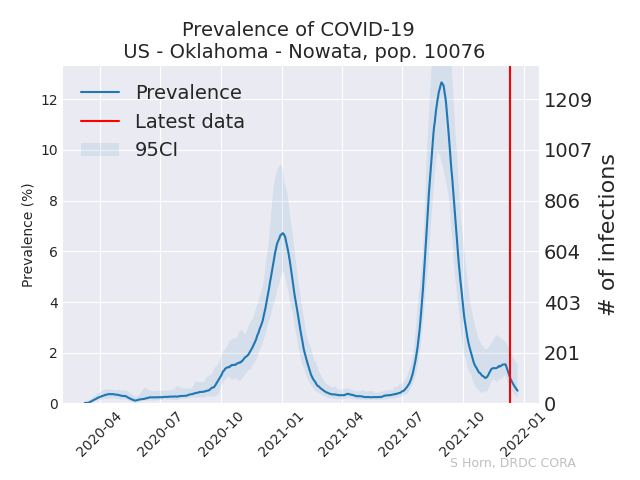 Prevalence of COVID-19
US - Oklahoma - Nowata, pop. 10076
Prevalence
Latest data
95CI
Prevalence (%)
12
10
8
6
4
2
0
1209
1007
806
604
403
201
0
# of infections
2020-04
2020-07
2020-10
2021-01
2021-04
2021-07
2021-10
2022-01
S Horn, DRDC CORA